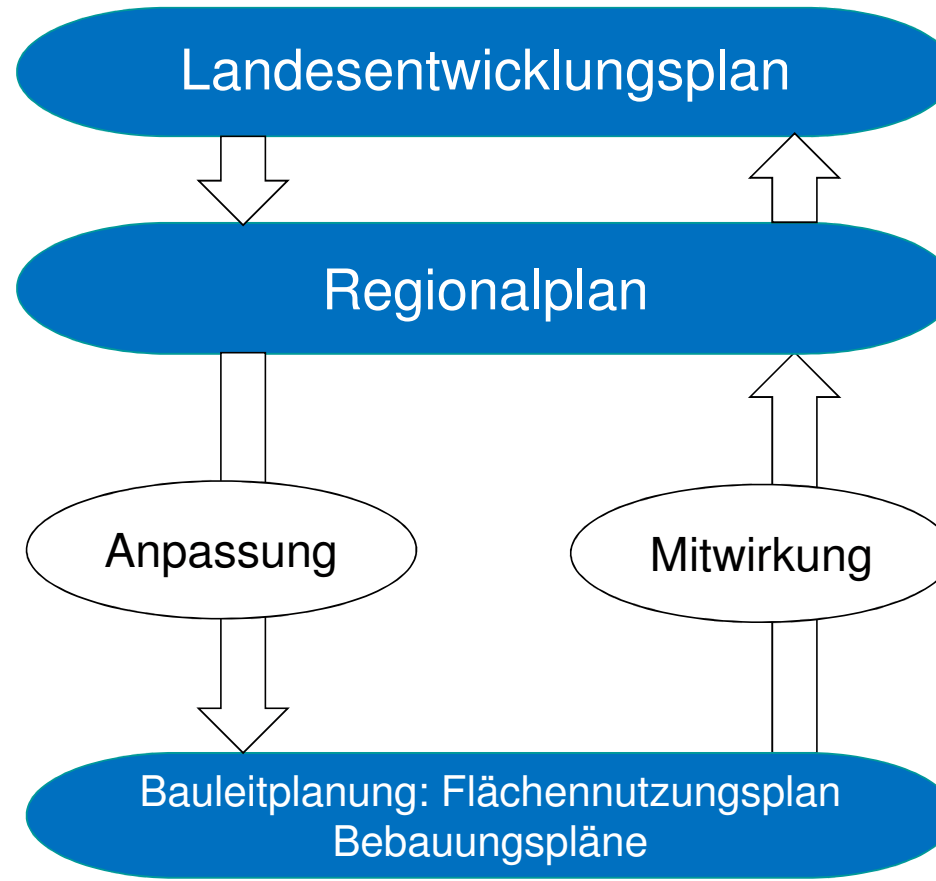 Landesentwicklungsplan
Regionalplan
Anpassung
Mitwirkung
Bauleitplanung: Flächennutzungsplan
Bebauungspläne